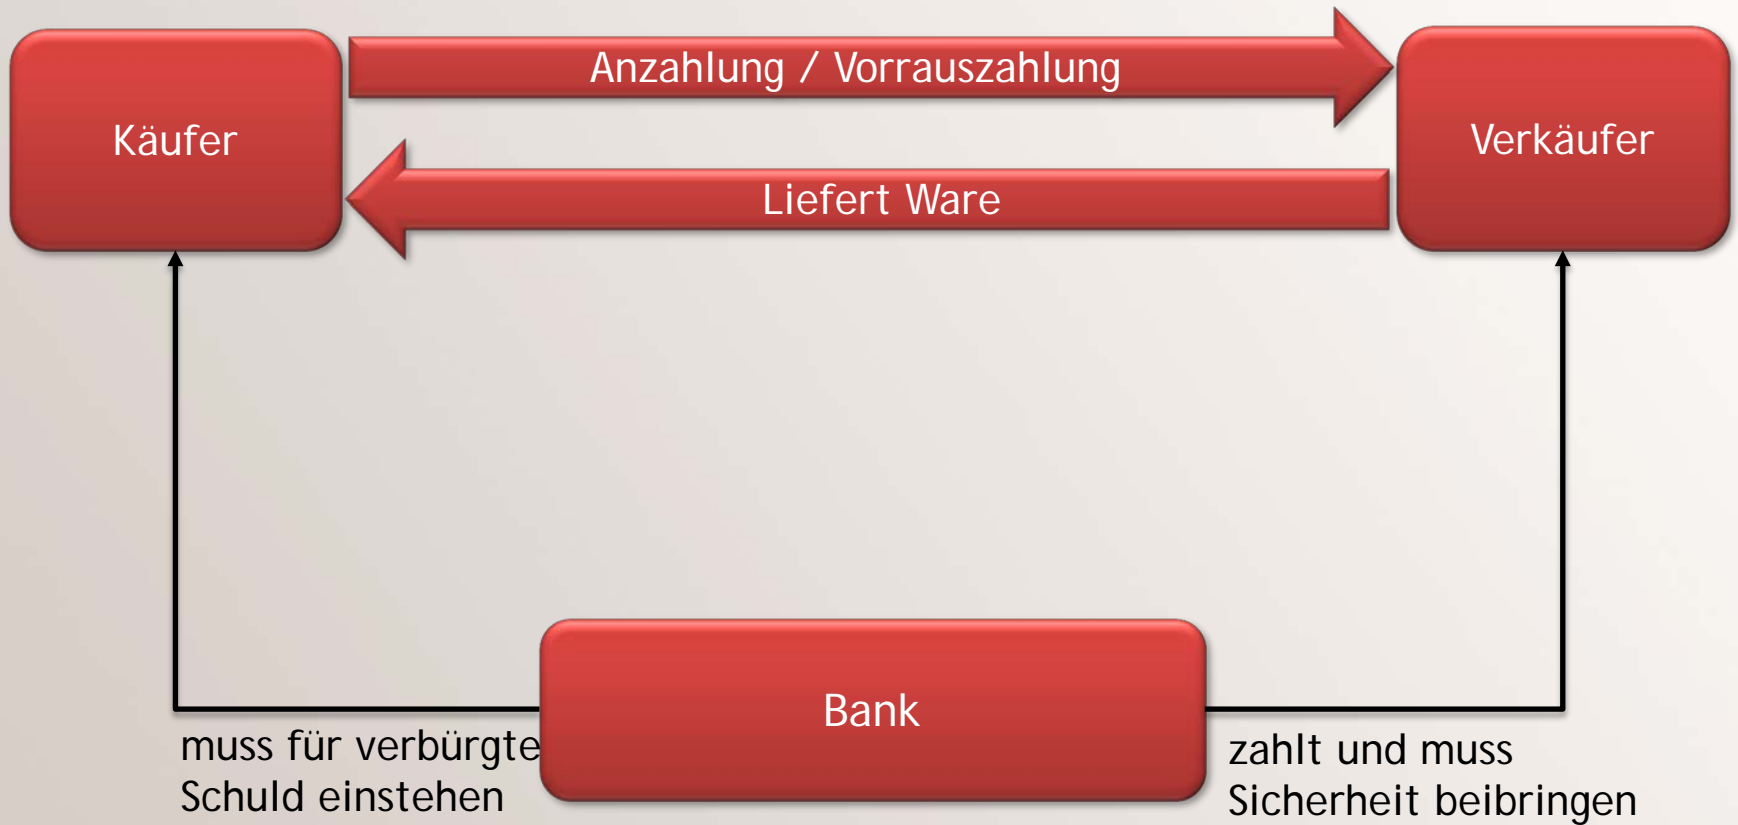 Anzahlung / Vorrauszahlung
Käufer
Verkäufer
Liefert Ware
Bank
muss für verbürgte
Schuld einstehen
zahlt und muss
Sicherheit beibringen